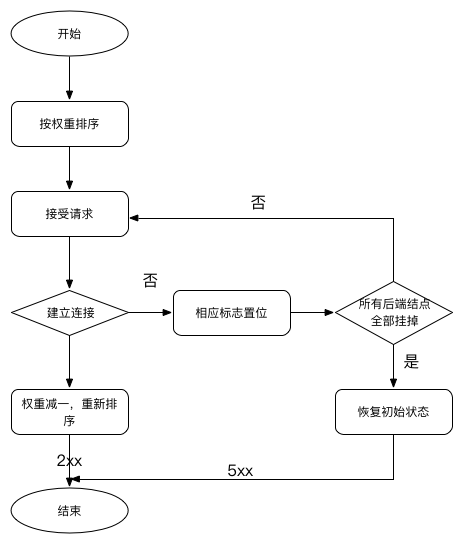 开始
按权重排序
接受请求
否
否
建立连接
相应标志置位
所有后端结点
全部挂掉
是
权重减一，重新排
序
恢复初始状态
2xx
5xx
结束